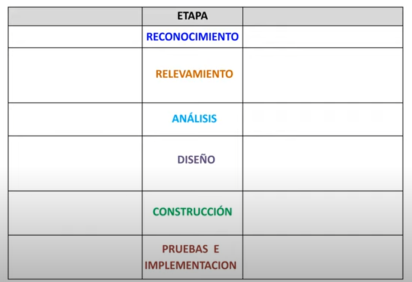 ETAPA
RECONOCIMIENTO
RELEVAMIENTO
ANÁLISIS
DISEÑO
CONSTRUCCIÓN
PRUEBAS E
IMPLEMENTACION